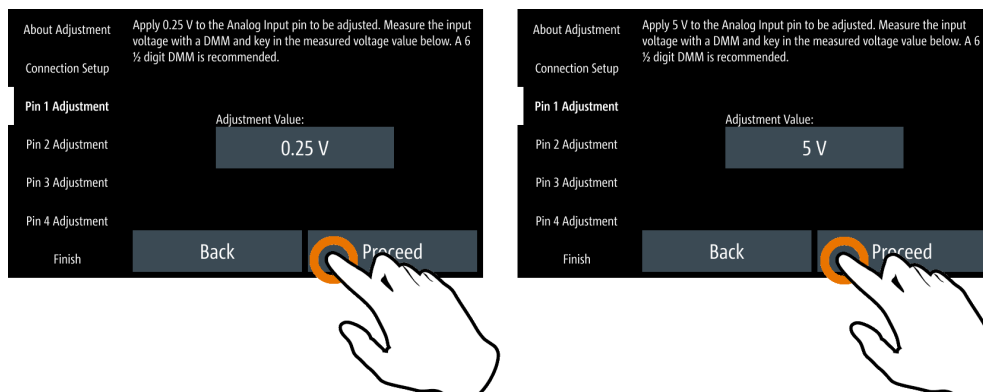 About Adjustment
Connection Setup
Pin 1 Adjustment
Pin 2 Adjustment
Pin 3 Adjustment
Pin 4 Adjustment
Finish
Apply 0.25 V to the Analog Input pin to be adjusted. Measure the input
voltage with a DMM and key in the measured voltage value below. A 6
½ digit DMM is recommended.
Adjustment Value:
0.25 V
Back
Proceed
About Adjustment
Connection Setup
Pin 1 Adjustment
Pin 2 Adjustment
Pin 3 Adjustment
Pin 4 Adjustment
Finish
Apply 5 V to the Analog Input pin to be adjusted. Measure the input
voltage with a DMM and key in the measured voltage value below. A 6
½ digit DMM is recommended.
Adjustment Value:
5 V
Back
Proceed